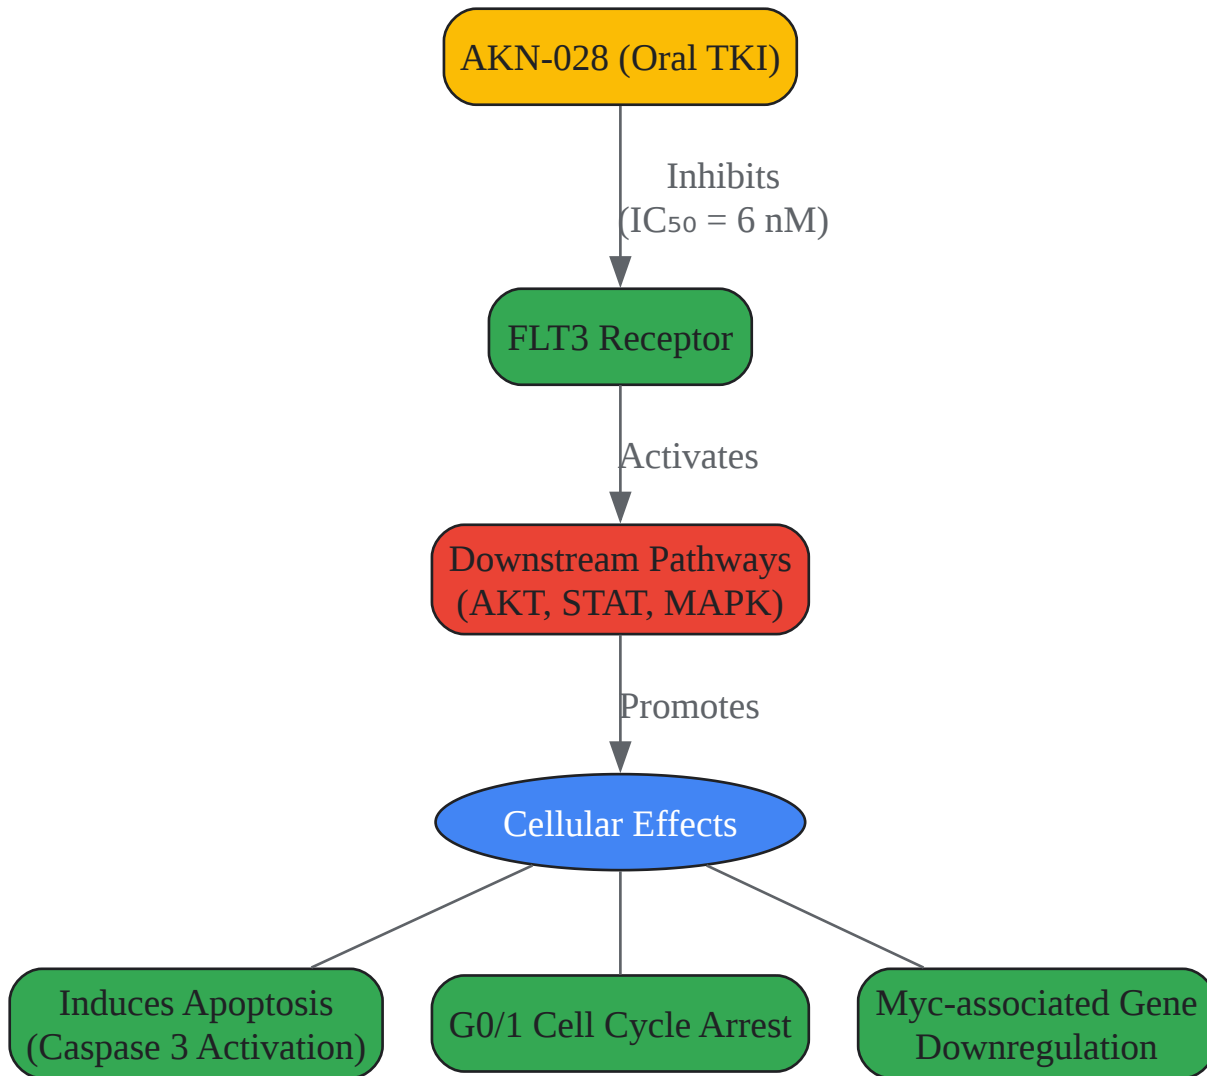 AKN-028 (Oral TKI)
Inhibits
(IC₅₀ = 6 nM)
FLT3 Receptor
Activates
Downstream Pathways
(AKT, STAT, MAPK)
Promotes
Cellular Effects
Induces Apoptosis
(Caspase 3 Activation)
G0/1 Cell Cycle Arrest
Myc-associated Gene
Downregulation